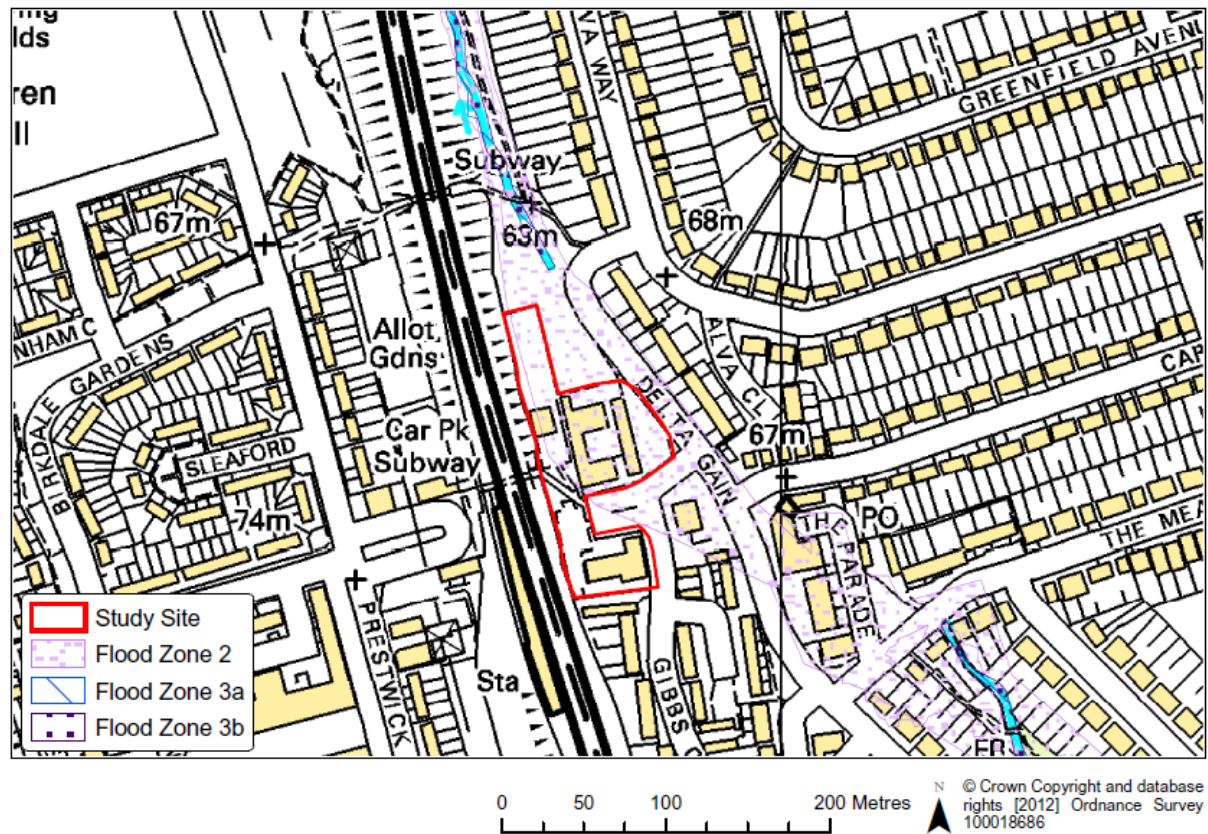 lds
ren
ll
VA WAY
GREENFIELD AVENU
Subway
67m
68m
63m
NHAM C
Allot
Gdns
BIRKDALE GARDENS
ALVA CL
CAR
DELTA GAIN
Car Pk
Subway
SLEAFORD
67m
74m
PO
THE PARADE
THE MEA
PRESTWICK
Sta
GIBBS C
FB
Study Site
Flood Zone 2
Flood Zone 3a
Flood Zone 3b
0 50 100 200 Metres
N
© Crown Copyright and database
rights [2012] Ordnance Survey
100018686